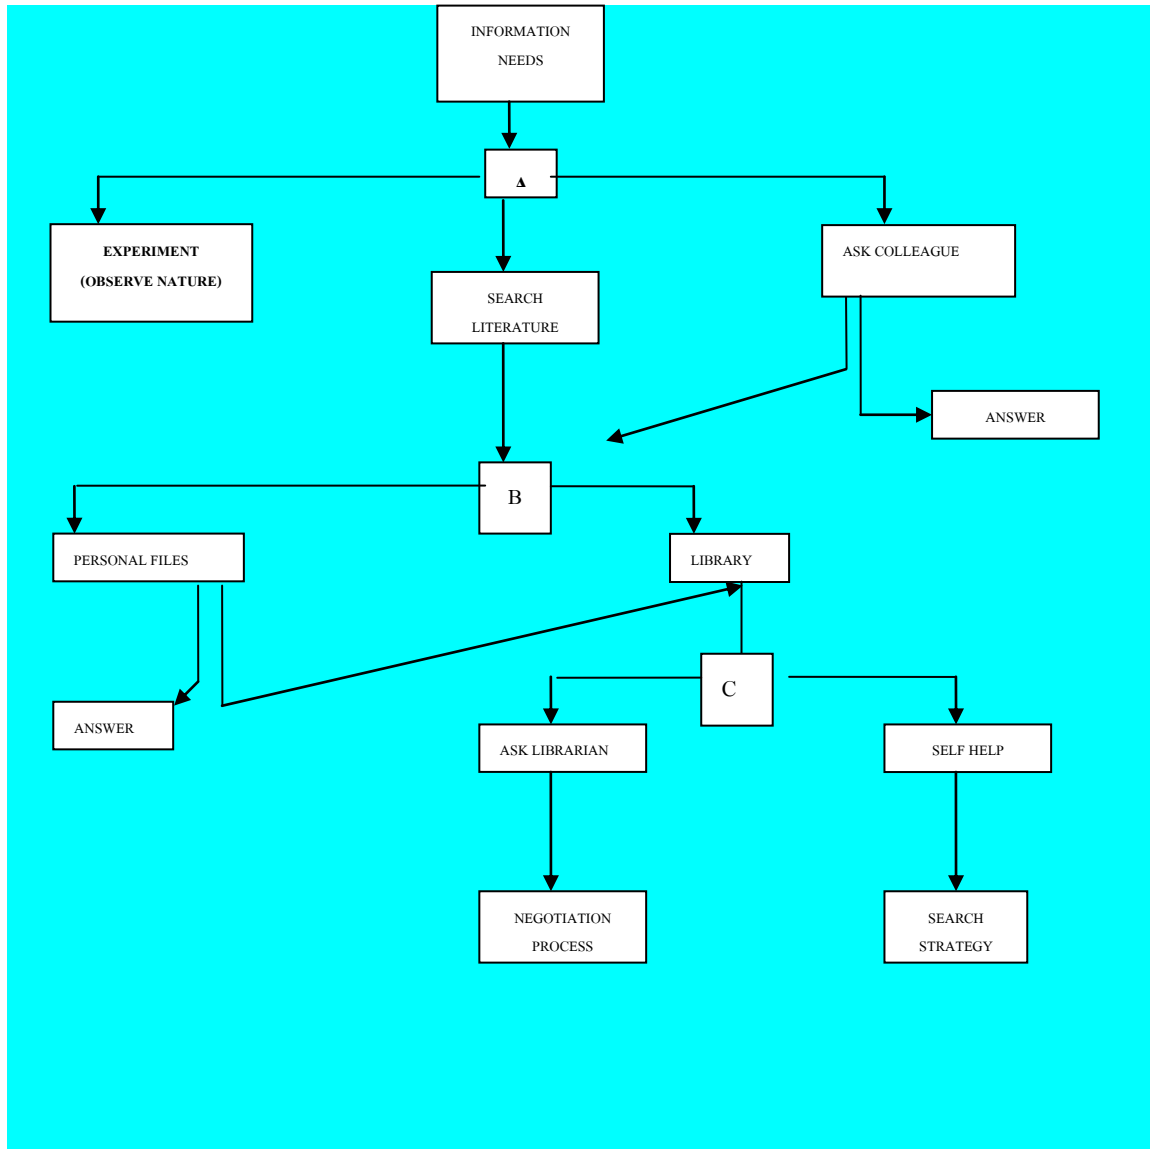 INFORMATION
NEEDS
A
EXPERIMENT
(OBSERVE NATURE)
ASK COLLEAGUE
SEARCH
LITERATURE
ANSWER
B
PERSONAL FILES
LIBRARY
C
ANSWER
ASK LIBRARIAN
SELF HELP
NEGOTIATION
PROCESS
SEARCH
STRATEGY